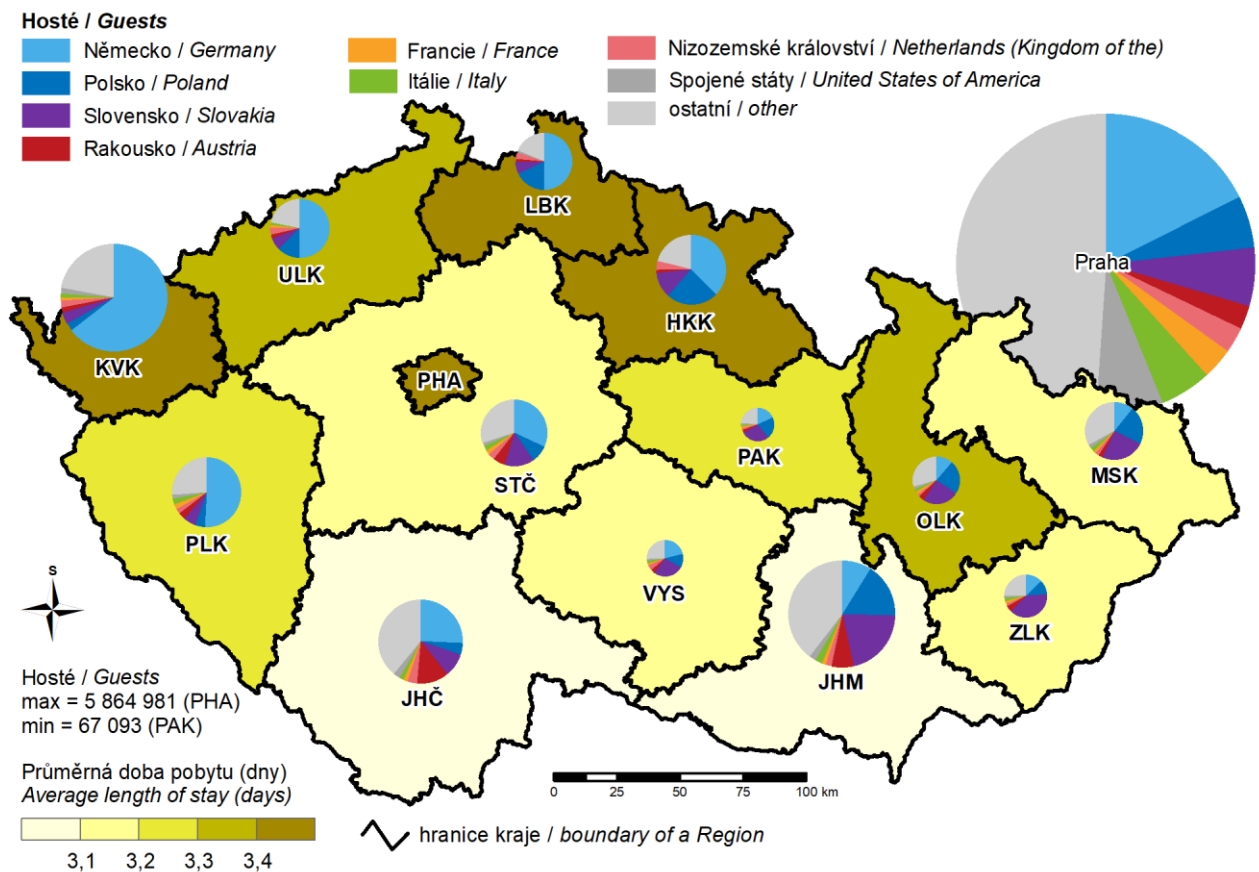 Hosté / Guests
Německo / Germany
Polsko / Poland
Slovensko / Slovakia
Rakousko / Austria
Francie / France
Itálie / Italy
Nizozemské království / Netherlands (Kingdom of the)
Spojené státy / United States of America
ostatní / other
LBK
ULK
Praha
HKK
KVK
PHA
PAK
STČ
MSK
OLK
PLK
VYS
ZLK
JHČ
JHM
S
Hosté / Guests
max = 5 864 981 (PHA)
min = 67 093 (PAK)
Průměrná doba pobytu (dny)
Average length of stay (days)
3,1 3,2 3,3 3,4
0 25 50 75 100 km
hranice kraje / boundary of a Region